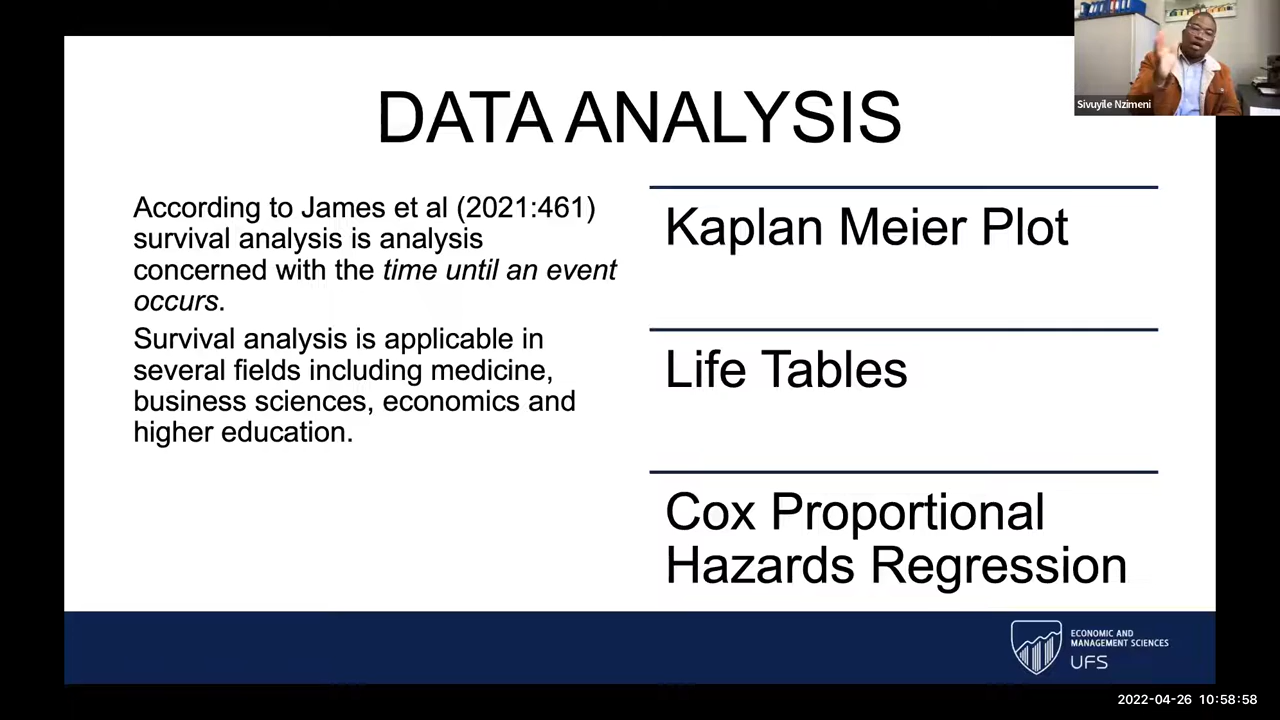 Sivuyile Nzimeni
DATA ANALYSIS
According to James et al (2021:461)
survival analysis is analysis
concerned with the time until an event
occurs.
Survival analysis is applicable in
several fields including medicine,
business sciences, economics and
higher education.
Kaplan Meier Plot
Life Tables
Cox Proportional
Hazards Regression
ECONOMIC AND
MANAGEMENT SCIENCES
UFS
2022-04-26 10:58:58